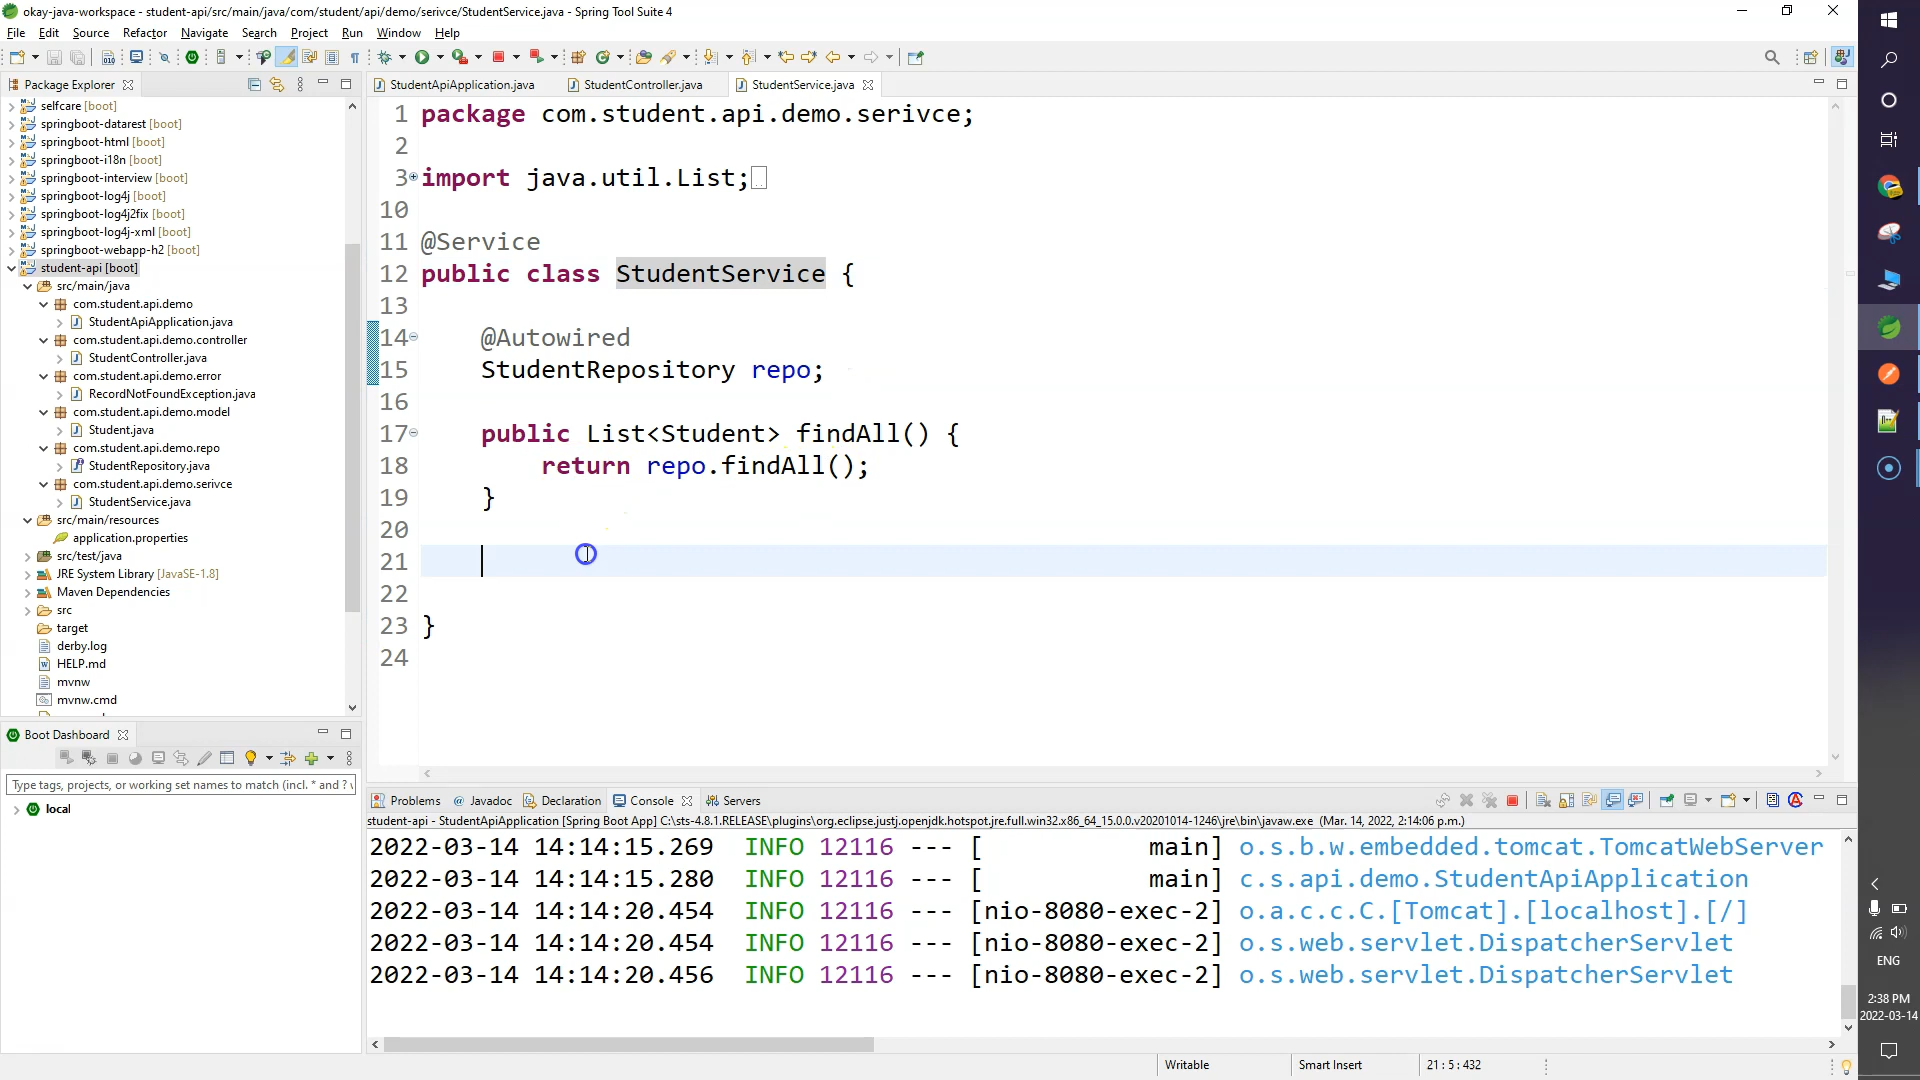 okay-java-workspace - student-api/src/main/java/com/student/api/demo/serivce/StudentService.java - Spring Tool Suite 4
File Edit Source Refactor Navigate Search Project Run Window Help
Package Explorer
selfcare [boot]
springboot-datarest [boot]
springboot-html [boot]
springboot-i18n [boot]
springboot-interview [boot]
springboot-log4j [boot]
springboot-log4j2fix [boot]
springboot-log4j-xml [boot]
springboot-webapp-h2 [boot]
student-api [boot]
src/main/java
com.student.api.demo
StudentApiApplication.java
com.student.api.demo.controller
StudentController.java
com.student.api.demo.error
RecordNotFoundException.java
com.student.api.demo.model
Student.java
com.student.api.demo.repo
StudentRepository.java
com.student.api.demo.serivce
StudentService.java
src/main/resources
application.properties
src/test/java
JRE System Library [JavaSE-1.8]
Maven Dependencies
src
target
derby.log
HELP.md
mvnw
mvnw.cmd
Boot Dashboard
Type tags, projects, or working set names to match (incl. * and ?
local
StudentApiApplication.java StudentController.java StudentService.java
1 package com.student.api.demo.serivce;
2
3 import java.util.List;
10
11 @Service
12 public class StudentService {
13
14 @Autowired
15 StudentRepository repo;
16
17 public List<Student> findAll() {
18 return repo.findAll();
19 }
20
21
22
23 }
24
Problems Javadoc Declaration Console Servers
student-api - StudentApiApplication [Spring Boot App] C:\sts-4.8.1.RELEASE\plugins\org.eclipse.justj.openjdk.hotspot.jre.full.win32.x86_64_15.0.0.v20201014-1246\jre\bin\javaw.exe (Mar. 14, 2022, 2:14:06 p.m.)
2022-03-14 14:14:15.269 INFO 12116 --- [ main] o.s.b.w.embedded.tomcat.TomcatWebServer
2022-03-14 14:14:15.280 INFO 12116 --- [ main] c.s.api.demo.StudentApiApplication
2022-03-14 14:14:20.454 INFO 12116 --- [nio-8080-exec-2] o.a.c.c.C.[Tomcat].[localhost].[/]
2022-03-14 14:14:20.454 INFO 12116 --- [nio-8080-exec-2] o.s.web.servlet.DispatcherServlet
2022-03-14 14:14:20.456 INFO 12116 --- [nio-8080-exec-2] o.s.web.servlet.DispatcherServlet
Writable Smart Insert 21 : 5 : 432
ENG
2:38 PM
2022-03-14